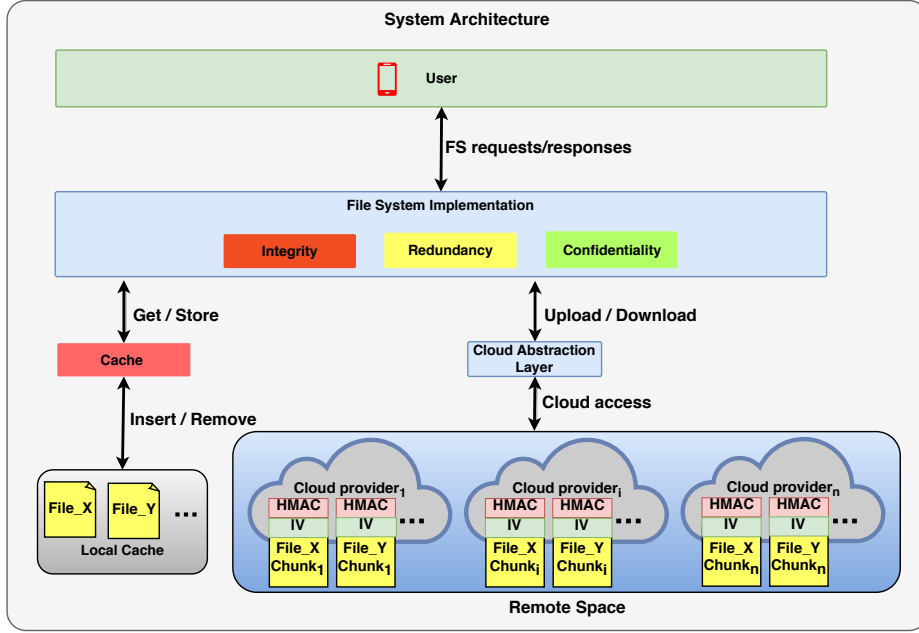 System Architecture
User
FS requests/responses
File System Implementation
Integrity
Redundancy
Confidentiality
Get / Store
Upload / Download
Cache
Cloud Abstraction
Layer
Insert / Remove
Cloud access
File_X
File_Y
...
Local Cache
Cloud provider₁
HMAC
HMAC
IV
IV
...
File_X
Chunk₁
File_Y
Chunk₁
Cloud providerᵢ
HMAC
HMAC
IV
IV
...
File_X
Chunkᵢ
File_Y
Chunkᵢ
Cloud providerₙ
HMAC
HMAC
IV
IV
...
File_X
Chunkₙ
File_Y
Chunkₙ
Remote Space